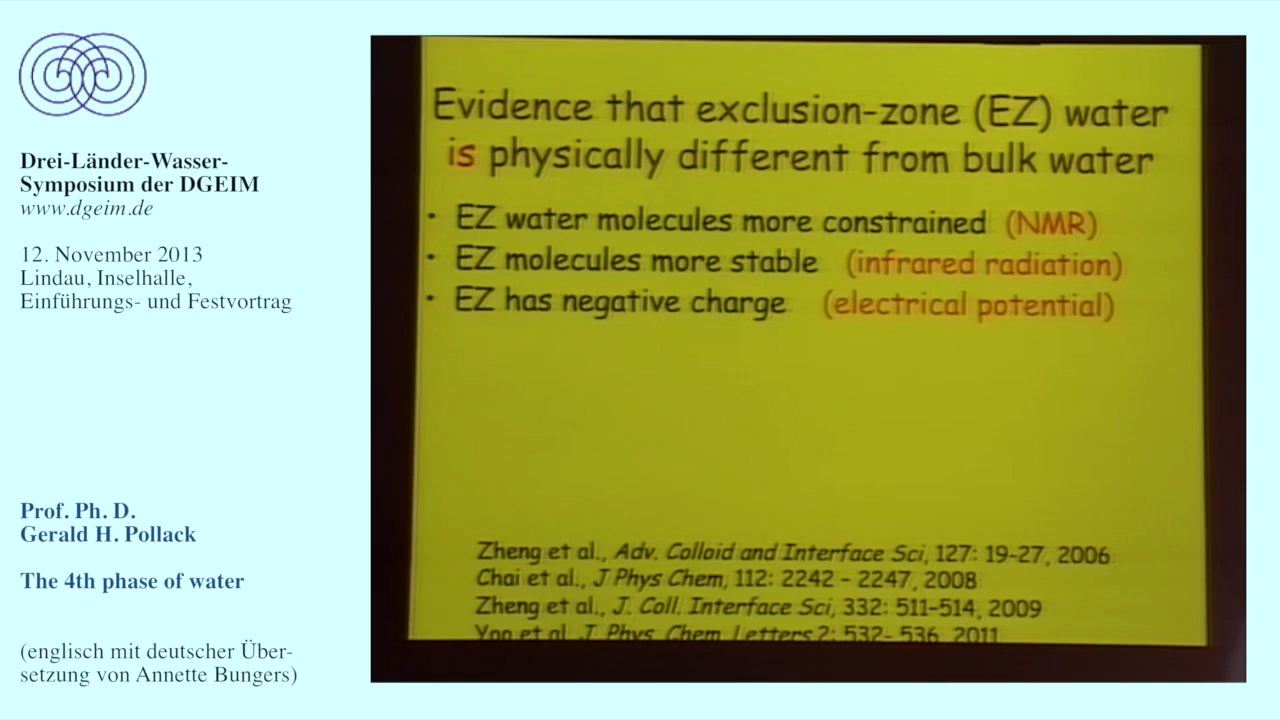 Drei-Länder-Wasser-
Symposium der DGEIM
www.dgeim.de
12. November 2013
Lindau, Inselhalle,
Einführungs- und Festvortrag
Prof. Ph. D.
Gerald H. Pollack
The 4th phase of water
(englisch mit deutscher Über-
setzung von Annette Bungers)
Evidence that exclusion-zone (EZ) water
is physically different from bulk water
• EZ water molecules more constrained (NMR)
• EZ molecules more stable (infrared radiation)
• EZ has negative charge (electrical potential)
Zheng et al., Adv. Colloid and Interface Sci, 127: 19-27, 2006
Chai et al., J Phys Chem, 112: 2242 - 2247, 2008
Zheng et al., J. Coll. Interface Sci, 332: 511-514, 2009
et al J Phys Chem Letters 2: 532- 536, 2011